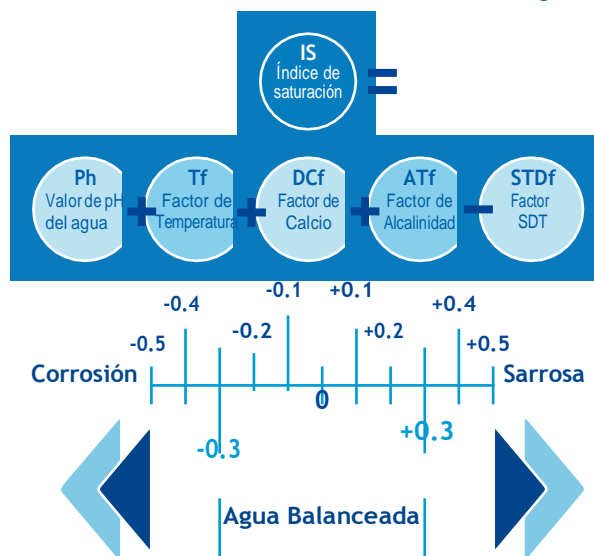 IS
Índice de
saturación
=
Ph
Valor de pH
del agua
+
Tf
Factor de
Temperatura
+
DCf
Factor de
Calcio
+
ATf
Factor de
Alcalinidad
-
STDf
Factor
SDT
-0.5
-0.4
-0.2
-0.1
+0.1
+0.2
+0.4
+0.5
Corrosión
0
Sarrosa
-0.3
+0.3
Agua Balanceada